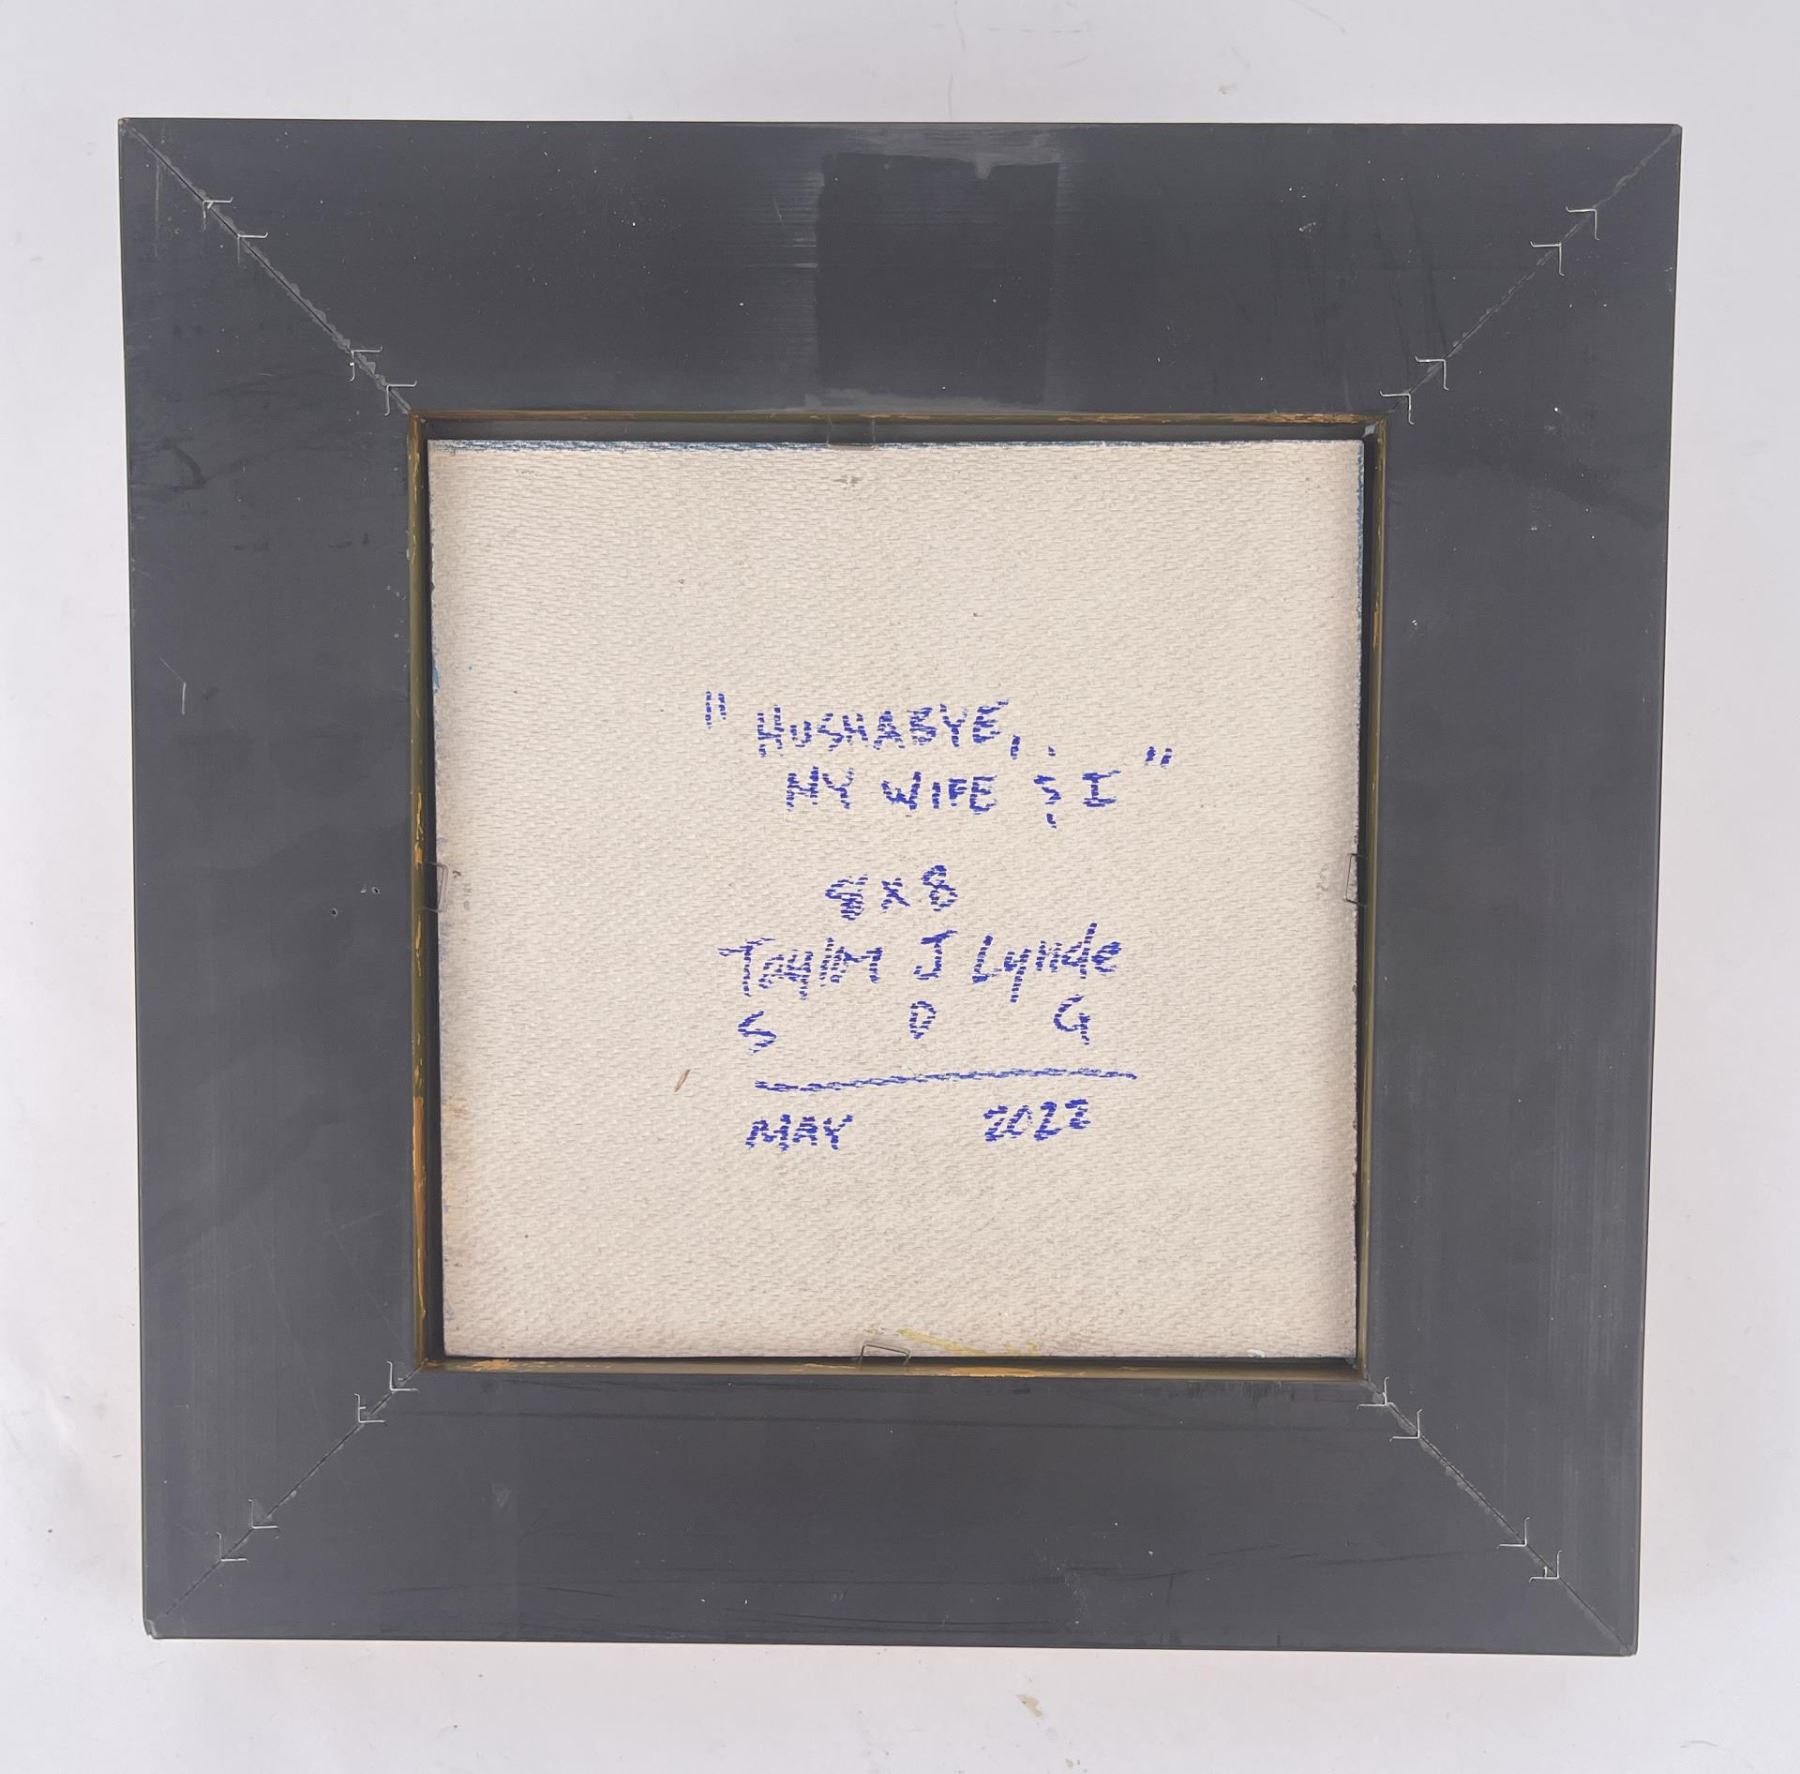 "HUSHABYE,
MY WIFE & I"
8x8
Taylor J Lynde
S D G
MAY 2022